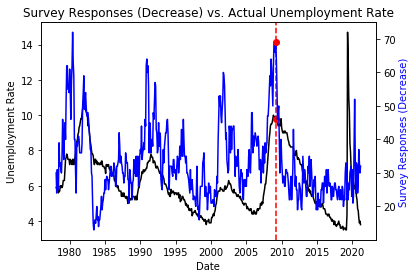 Survey Responses (Decrease) vs. Actual Unemployment Rate
Unemployment Rate
14
12
10
8
6
4
70
60
50
40
30
20
Survey Responses (Decrease)
1980 1985 1990 1995 2000 2005 2010 2015 2020
Date